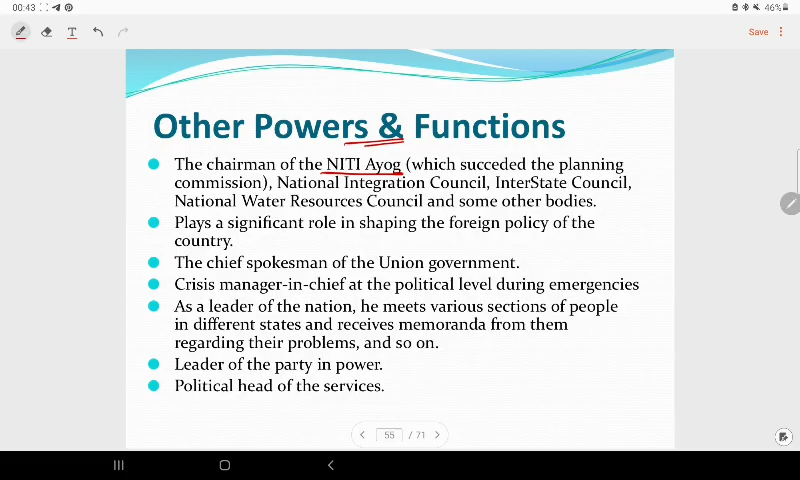 00:43
46%
T
Save
Other Powers & Functions
The chairman of the NITI Ayog (which succeded the planning
commission), National Integration Council, InterState Council,
National Water Resources Council and some other bodies.
Plays a significant role in shaping the foreign policy of the
country.
The chief spokesman of the Union government.
Crisis manager-in-chief at the political level during emergencies
As a leader of the nation, he meets various sections of people
in different states and receives memoranda from them
regarding their problems, and so on.
Leader of the party in power.
Political head of the services.
55 / 71